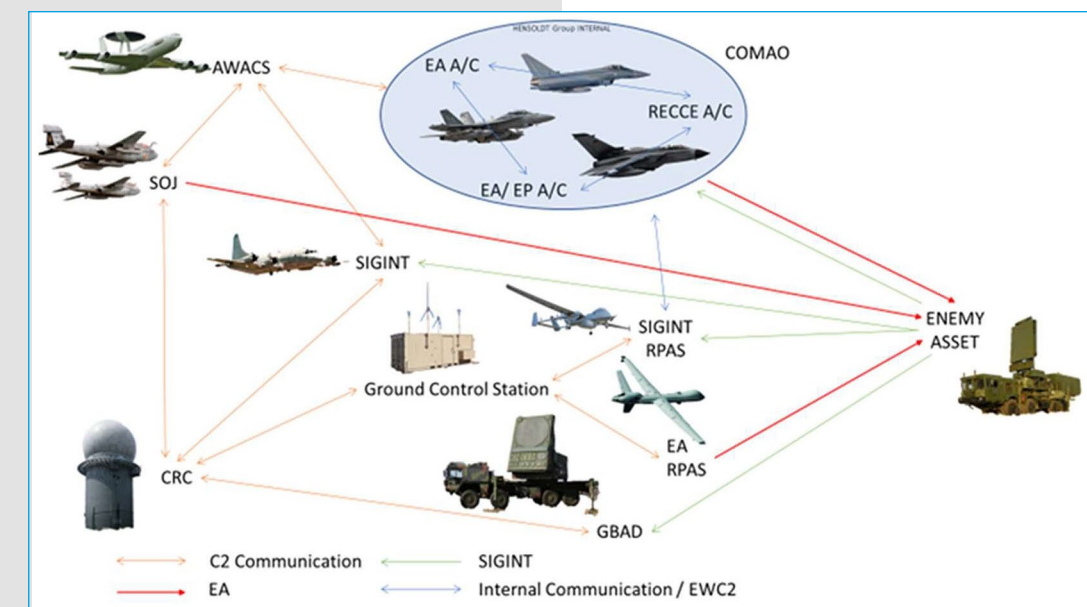 HENSOLDT Group INTERNAL
COMAO
AWACS
EA A/C
RECCE A/C
SOJ
EA/ EP A/C
SIGINT
SIGINT
RPAS
ENEMY
ASSET
Ground Control Station
EA
RPAS
CRC
GBAD
C2 Communication
SIGINT
EA
Internal Communication / EWC2